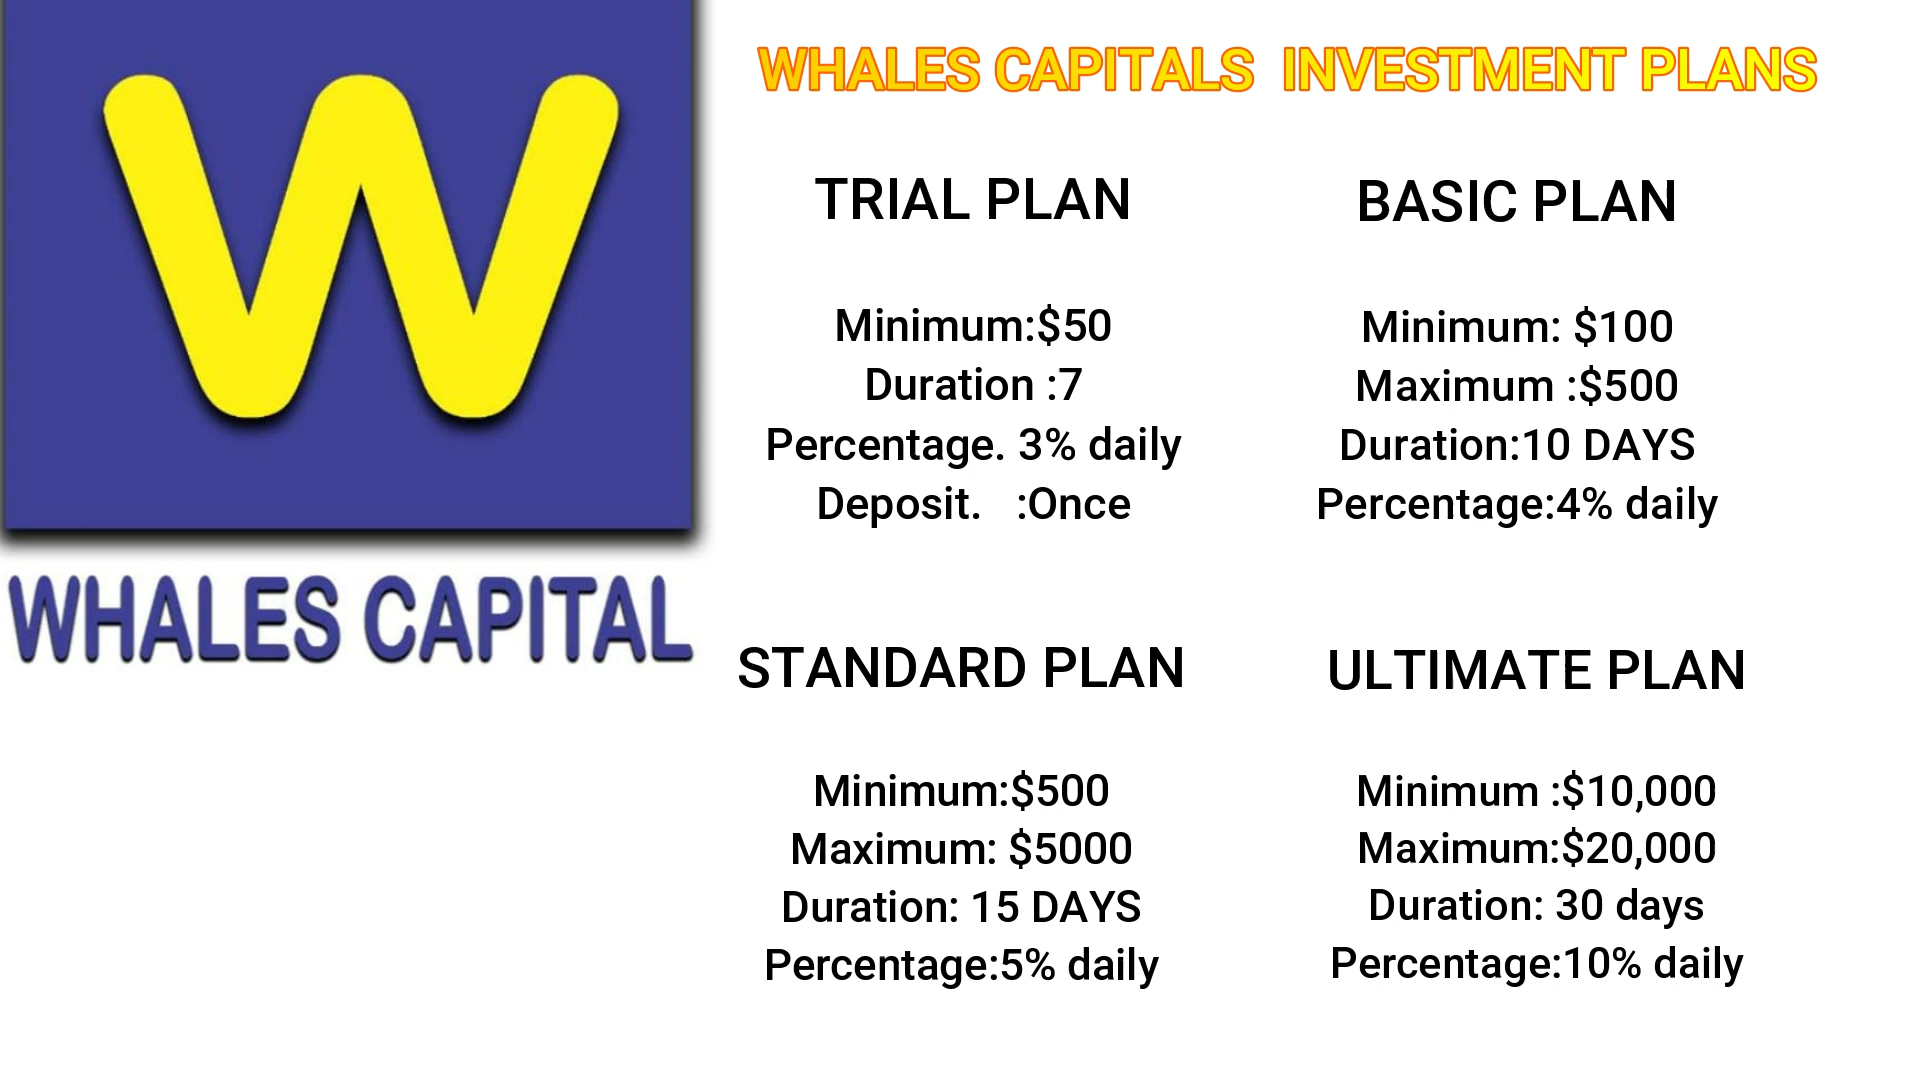 W
WHALES CAPITAL
WHALES CAPITALS INVESTMENT PLANS
TRIAL PLAN
Minimum:$50
Duration :7
Percentage. 3% daily
Deposit. :Once
BASIC PLAN
Minimum: $100
Maximum :$500
Duration:10 DAYS
Percentage:4% daily
STANDARD PLAN
Minimum:$500
Maximum: $5000
Duration: 15 DAYS
Percentage:5% daily
ULTIMATE PLAN
Minimum :$10,000
Maximum:$20,000
Duration: 30 days
Percentage:10% daily